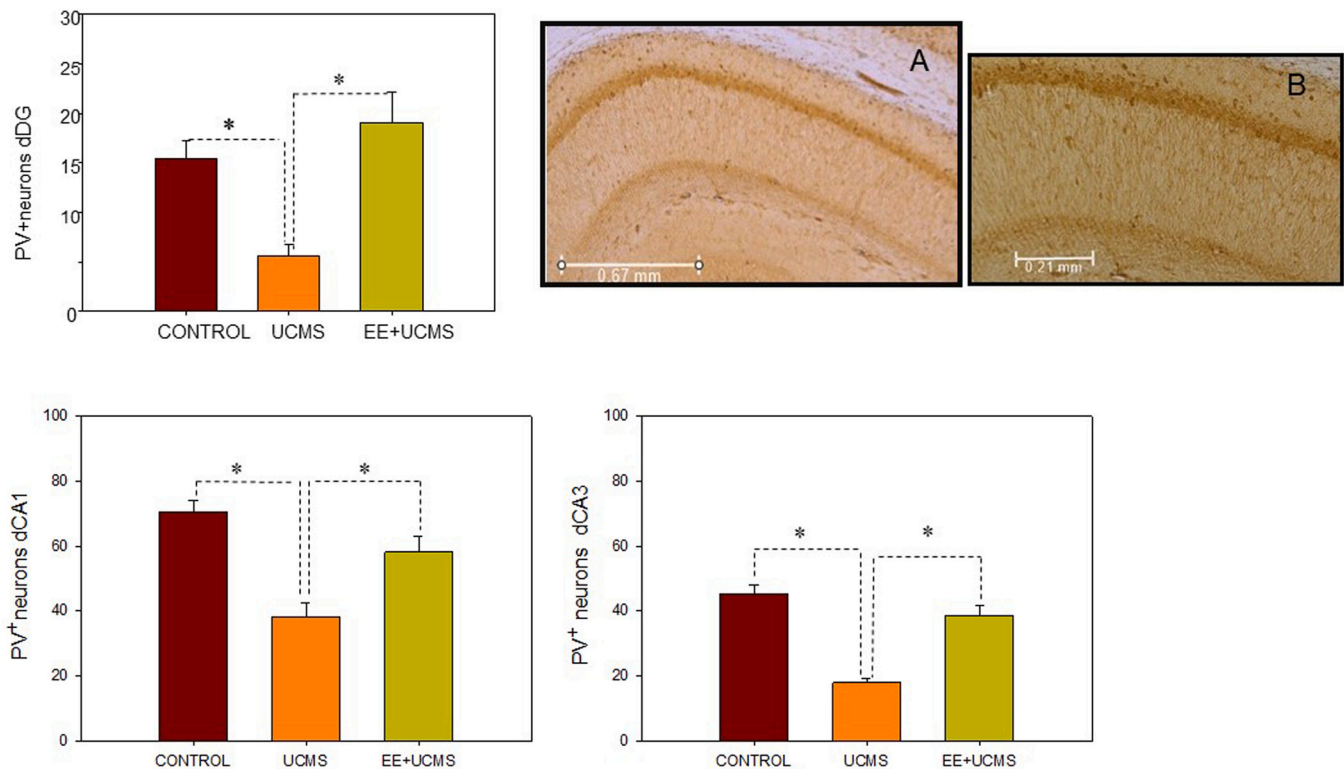 PV+neurons dDG
30
25
20
15
10
5
0
*
*
CONTROL UCMS EE+UCMS
A
0.67 mm
B
0.21 mm
PV+ neurons dCA1
100
80
60
40
20
0
*
*
CONTROL UCMS EE+UCMS
PV+ neurons dCA3
100
80
60
40
20
0
*
*
CONTROL UCMS EE+UCMS